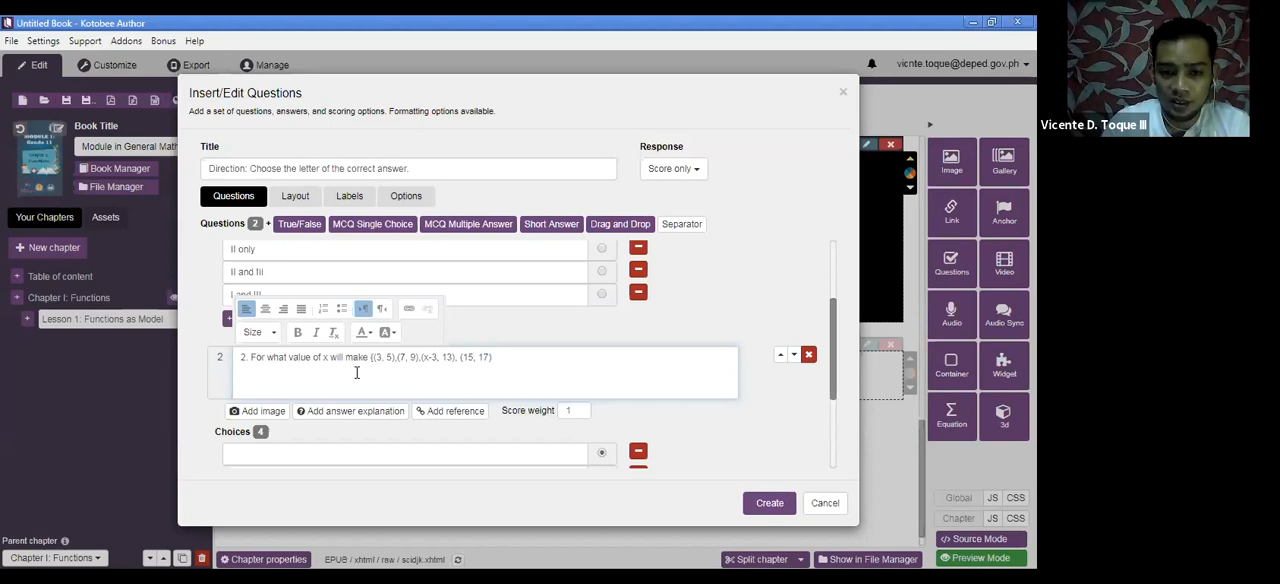 Untitled Book - Kotobee Author
File Settings Support Addons Bonus Help
Edit Customize Export Manage vicnte.toque@deped.gov.ph
Insert/Edit Questions
Add a set of questions, answers, and scoring options. Formatting options available.
Book Title
Module in General Math
Book Manager
File Manager
Your Chapters Assets
New chapter
Table of content
Chapter I: Functions
Lesson 1: Functions as Model
Title Response
Direction: Choose the letter of the correct answer. Score only
Questions Layout Labels Options
Questions 2 + True/False MCQ Single Choice MCQ Multiple Answer Short Answer Drag and Drop Separator
II only
II and IIi
I and III
Size B I Tx A A
2 2. For what value of x will make {(3, 5),(7, 9),(x-3, 13), (15, 17)
Add image Add answer explanation Add reference Score weight 1
Choices 4
Create Cancel
Image Gallery
Link Anchor
Questions Video
Audio Audio Sync
Container Widget
Equation 3d
Global JS CSS
Chapter JS CSS
Source Mode
Preview Mode
Parent chapter
Chapter I: Functions
Chapter properties EPUB / xhtml / raw / scidjk.xhtml Split chapter Show in File Manager
Vicente D. Toque III